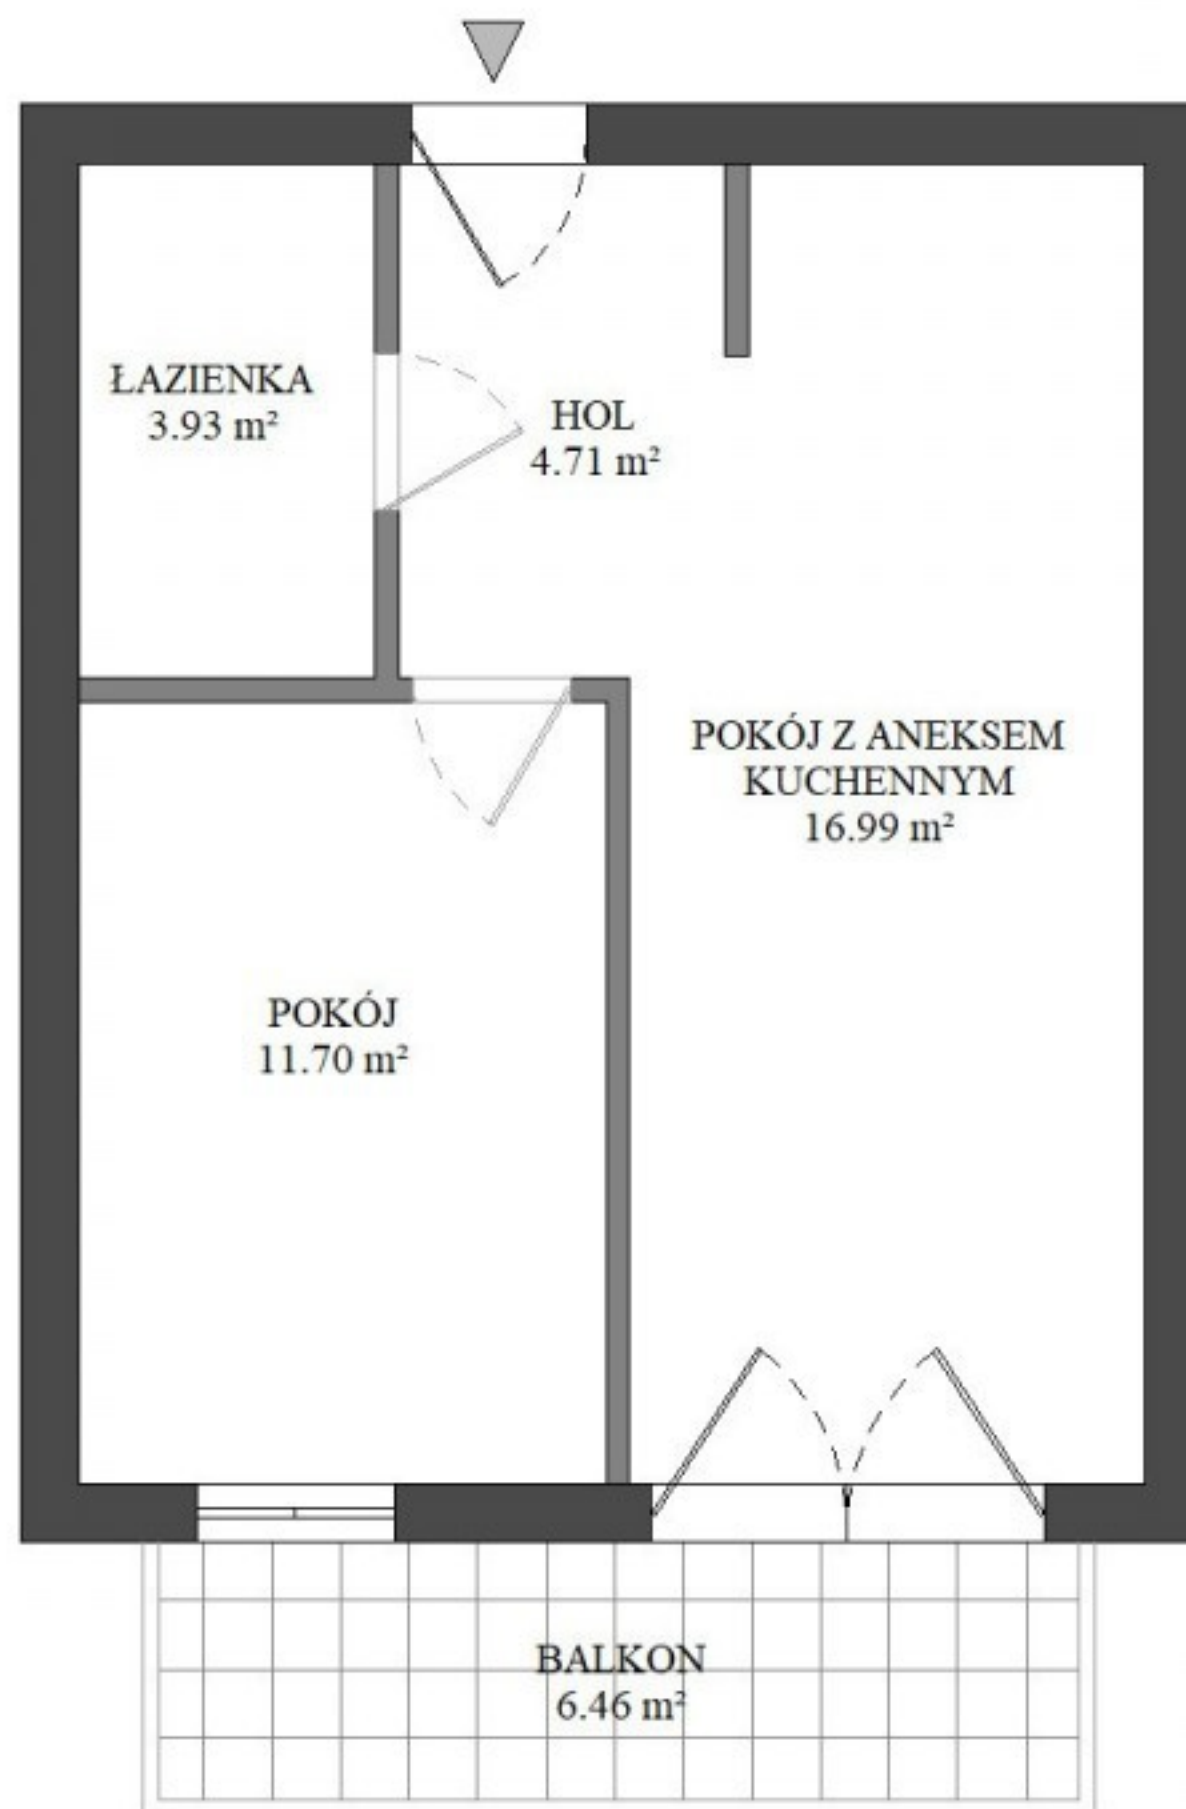 ŁAZIENKA
3.93 m²
HOL
4.71 m²
POKÓJ Z ANEKSEM
KUCHENNYM
16.99 m²
POKÓJ
11.70 m²
BALKON
6.46 m²